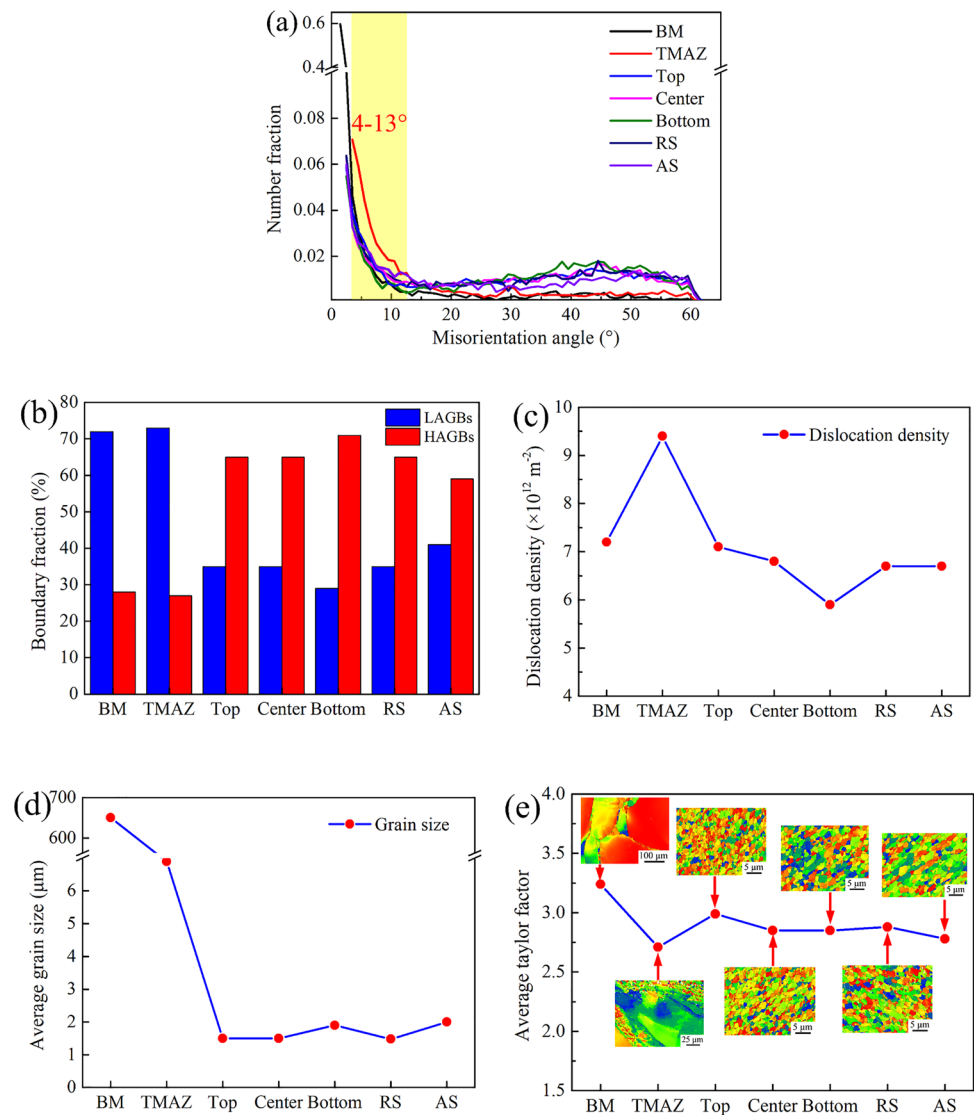 (a)
0.6
0.4
0.08
0.06
0.04
0.02
Number fraction
4-13°
BM
TMAZ
Top
Center
Bottom
RS
AS
0 10 20 30 40 50 60
Misorientation angle (°)
(b)
80
70
60
50
40
30
20
10
0
Boundary fraction (%)
LAGBs
HAGBs
BM TMAZ Top Center Bottom RS AS
(c)
10
9
8
7
6
5
4
Dislocation density (×10¹² m⁻²)
Dislocation density
BM TMAZ Top Center Bottom RS AS
(d)
700
600
6
5
4
3
2
1
0
Average grain size (μm)
Grain size
BM TMAZ Top Center Bottom RS AS
(e)
4.0
3.5
3.0
2.5
2.0
1.5
Average taylor factor
100 μm
5 μm
5 μm
5 μm
25 μm
5 μm
5 μm
BM TMAZ Top Center Bottom RS AS